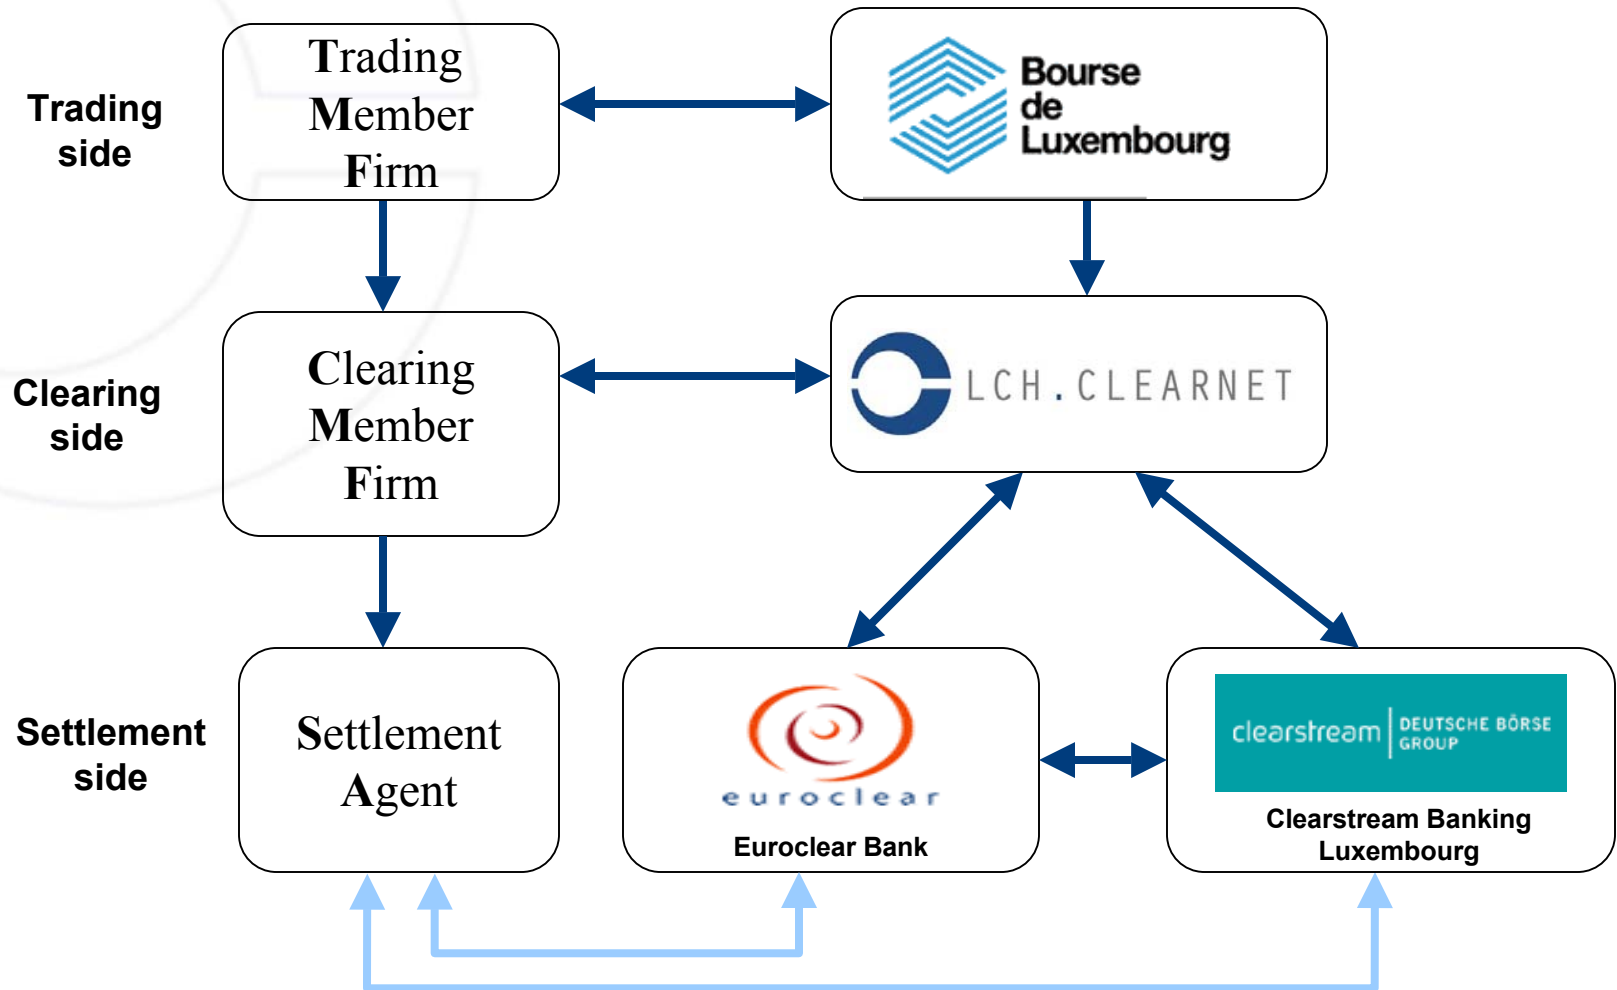 Trading
side
Trading
Member
Firm
Bourse
de
Luxembourg
Clearing
side
Clearing
Member
Firm
LCH.CLEARNET
Settlement
side
Settlement
Agent
euroclear
Euroclear Bank
clearstream
DEUTSCHE BÖRSE
GROUP
Clearstream Banking
Luxembourg